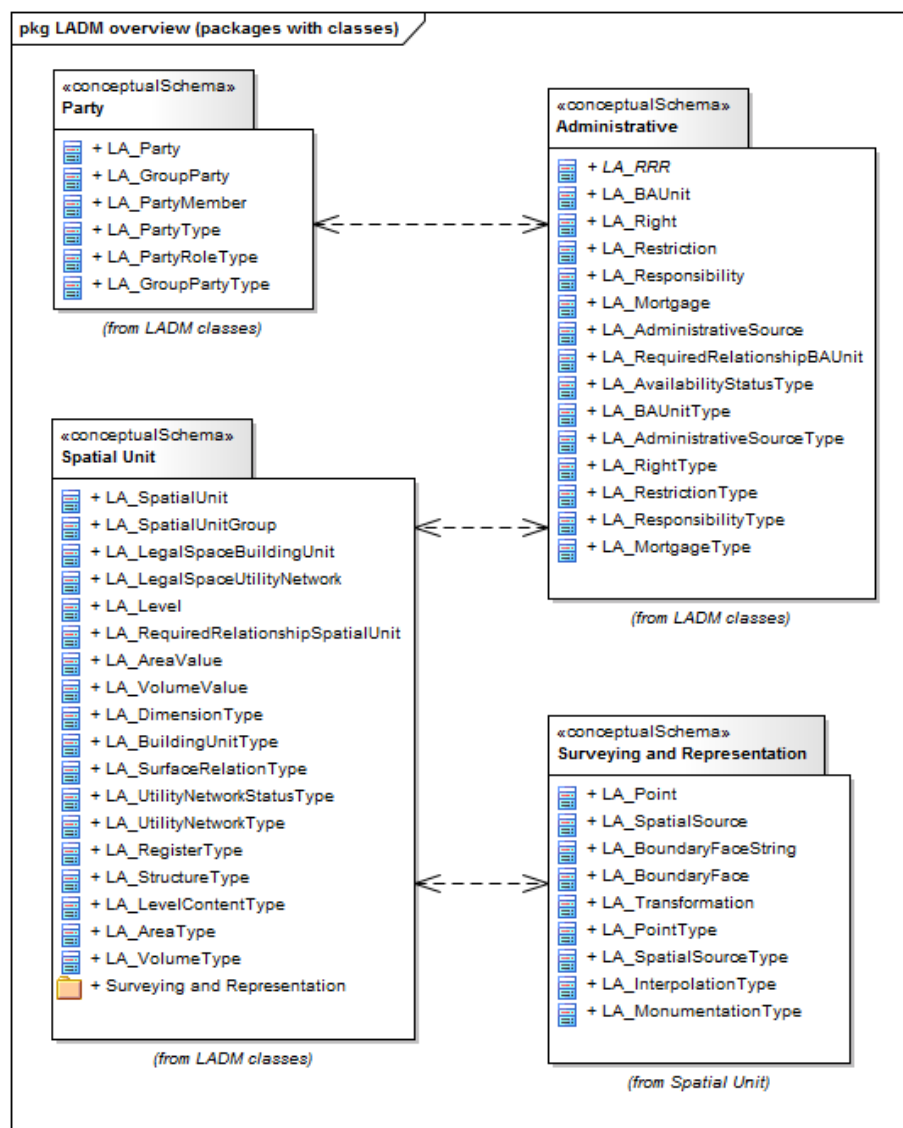 pkg LADM overview (packages with classes)
«conceptualSchema»
Party
+ LA_Party
+ LA_GroupParty
+ LA_PartyMember
+ LA_PartyType
+ LA_PartyRoleType
+ LA_GroupPartyType
(from LADM classes)
«conceptualSchema»
Administrative
+ LA_RRR
+ LA_BAUnit
+ LA_Right
+ LA_Restriction
+ LA_Responsibility
+ LA_Mortgage
+ LA_AdministrativeSource
+ LA_RequiredRelationshipBAUnit
+ LA_AvailabilityStatusType
+ LA_BAUnitType
+ LA_AdministrativeSourceType
+ LA_RightType
+ LA_RestrictionType
+ LA_ResponsibilityType
+ LA_MortgageType
(from LADM classes)
«conceptualSchema»
Spatial Unit
+ LA_SpatialUnit
+ LA_SpatialUnitGroup
+ LA_LegalSpaceBuildingUnit
+ LA_LegalSpaceUtilityNetwork
+ LA_Level
+ LA_RequiredRelationshipSpatialUnit
+ LA_AreaValue
+ LA_VolumeValue
+ LA_DimensionType
+ LA_BuildingUnitType
+ LA_SurfaceRelationType
+ LA_UtilityNetworkStatusType
+ LA_UtilityNetworkType
+ LA_RegisterType
+ LA_StructureType
+ LA_LevelContentType
+ LA_AreaType
+ LA_VolumeType
+ Surveying and Representation
(from LADM classes)
«conceptualSchema»
Surveying and Representation
+ LA_Point
+ LA_SpatialSource
+ LA_BoundaryFaceString
+ LA_BoundaryFace
+ LA_Transformation
+ LA_PointType
+ LA_SpatialSourceType
+ LA_InterpolationType
+ LA_MonumentationType
(from Spatial Unit)